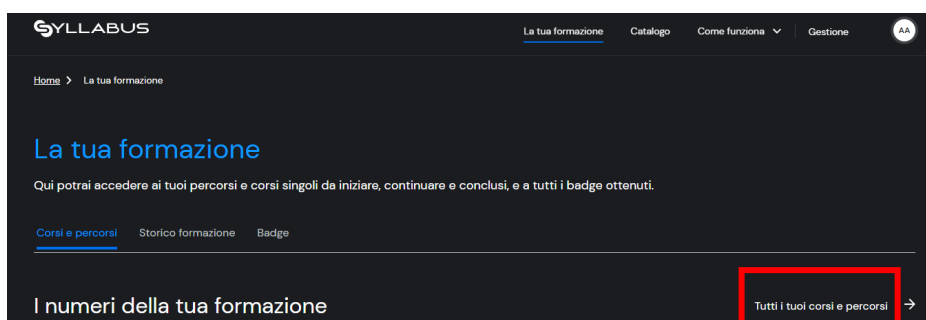 SYLLABUS
La tua formazione Catalogo Come funziona Gestione AA
Home > La tua formazione
La tua formazione
Qui potrai accedere ai tuoi percorsi e corsi singoli da iniziare, continuare e conclusi, e a tutti i badge ottenuti.
Corsi e percorsi Storico formazione Badge
I numeri della tua formazione Tutti i tuoi corsi e percorsi →